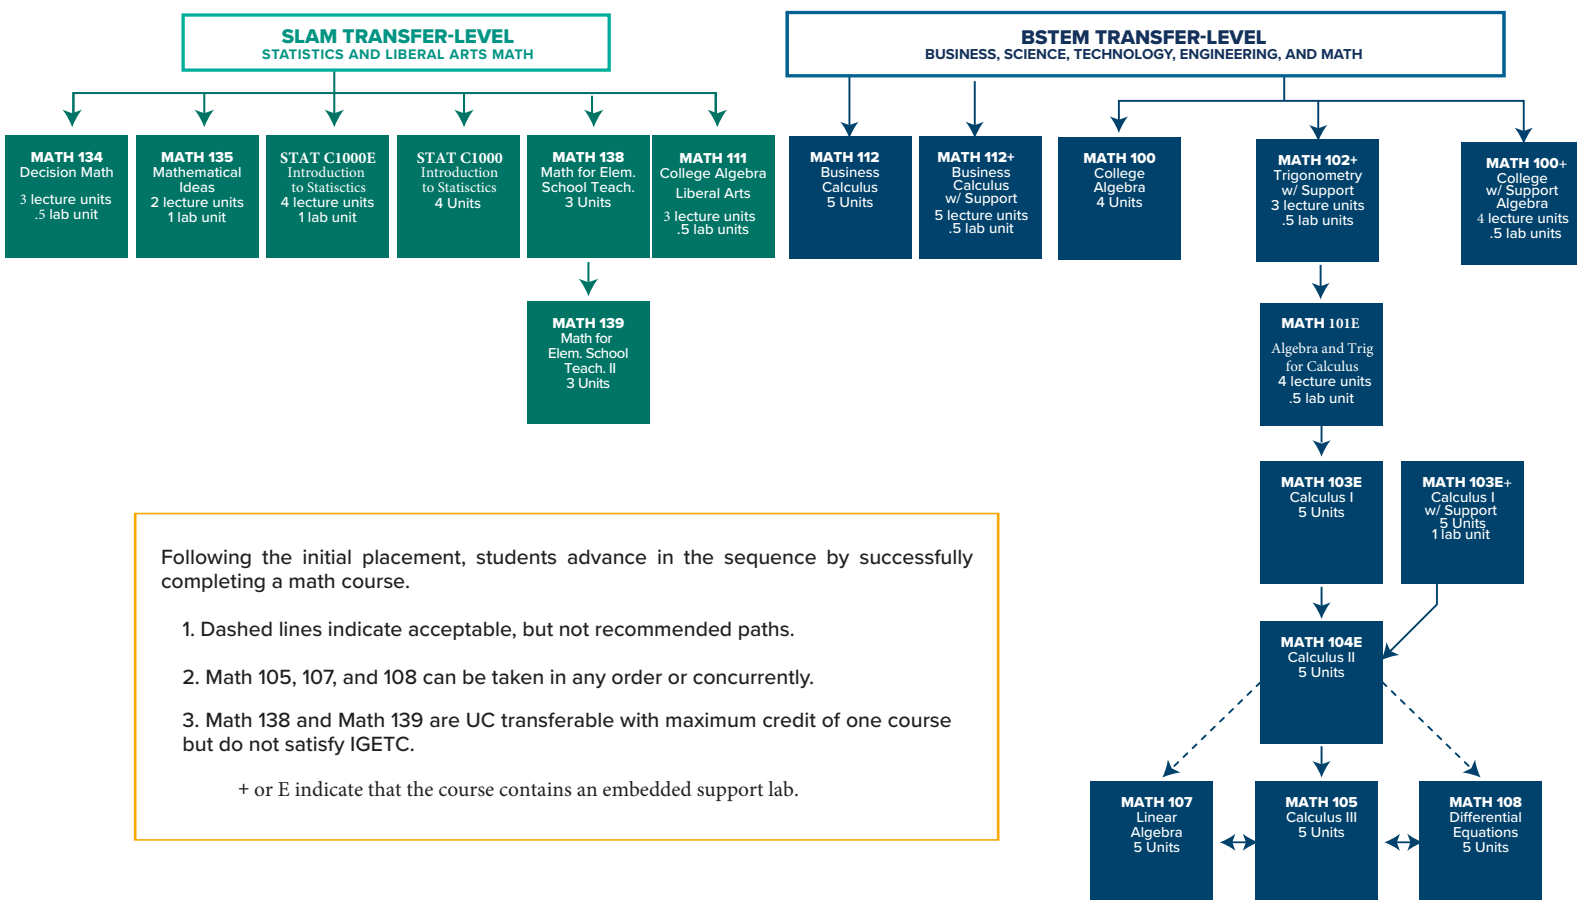 SLAM TRANSFER-LEVEL
STATISTICS AND LIBERAL ARTS MATH
BSTEM TRANSFER-LEVEL
BUSINESS, SCIENCE, TECHNOLOGY, ENGINEERING, AND MATH
MATH 134
Decision Math
3 lecture units
.5 lab unit
MATH 135
Mathematical
Ideas
2 lecture units
1 lab unit
STAT C1000E
Introduction
to Statisctics
4 lecture units
1 lab unit
STAT C1000
Introduction
to Statisctics
4 Units
MATH 138
Math for Elem.
School Teach.
3 Units
MATH 111
College Algebra
Liberal Arts
3 lecture units
.5 lab units
MATH 112
Business
Calculus
5 Units
MATH 112+
Business
Calculus
w/ Support
5 lecture units
.5 lab unit
MATH 100
College
Algebra
4 Units
MATH 102+
Trigonometry
w/ Support
3 lecture units
.5 lab units
MATH 100+
College
w/ Support
Algebra
4 lecture units
.5 lab units
MATH 139
Math for
Elem. School
Teach. II
3 Units
MATH 101E
Algebra and Trig
for Calculus
4 lecture units
.5 lab unit
MATH 103E
Calculus I
5 Units
MATH 103E+
Calculus I
w/ Support
5 Units
1 lab unit
Following the initial placement, students advance in the sequence by successfully
completing a math course.
1. Dashed lines indicate acceptable, but not recommended paths.
2. Math 105, 107, and 108 can be taken in any order or concurrently.
3. Math 138 and Math 139 are UC transferable with maximum credit of one course
but do not satisfy IGETC.
+ or E indicate that the course contains an embedded support lab.
MATH 104E
Calculus II
5 Units
MATH 107
Linear
Algebra
5 Units
MATH 105
Calculus III
5 Units
MATH 108
Differential
Equations
5 Units